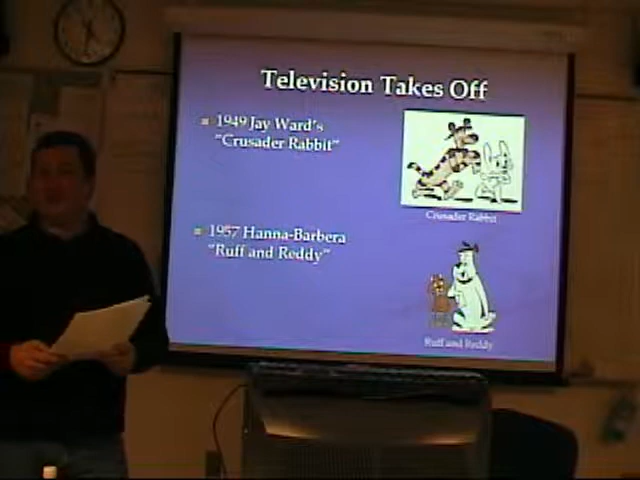 Television Takes Off
1949 Jay Ward's
"Crusader Rabbit"
Crusader Rabbit
1957 Hanna-Barbera
"Ruff and Reddy"
Ruff and Reddy